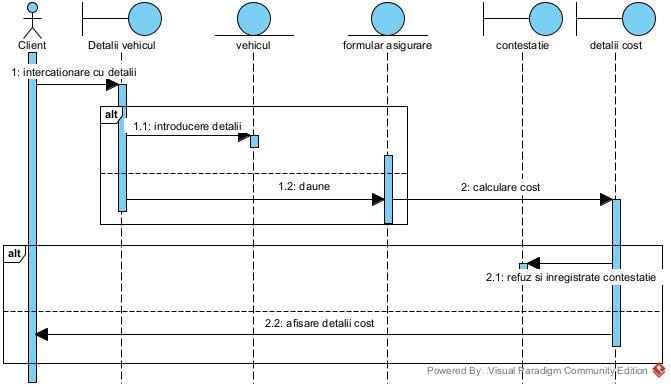 Client
Detalii vehicul
vehicul
formular asigurare
contestatie
detalii cost
1: intercationare cu detalii
alt
1.1: introducere detalii
1.2: daune
2: calculare cost
alt
2.1: refuz si inregistrate contestatie
2.2: afisare detalii cost
Powered By Visual Paradigm Community Edition